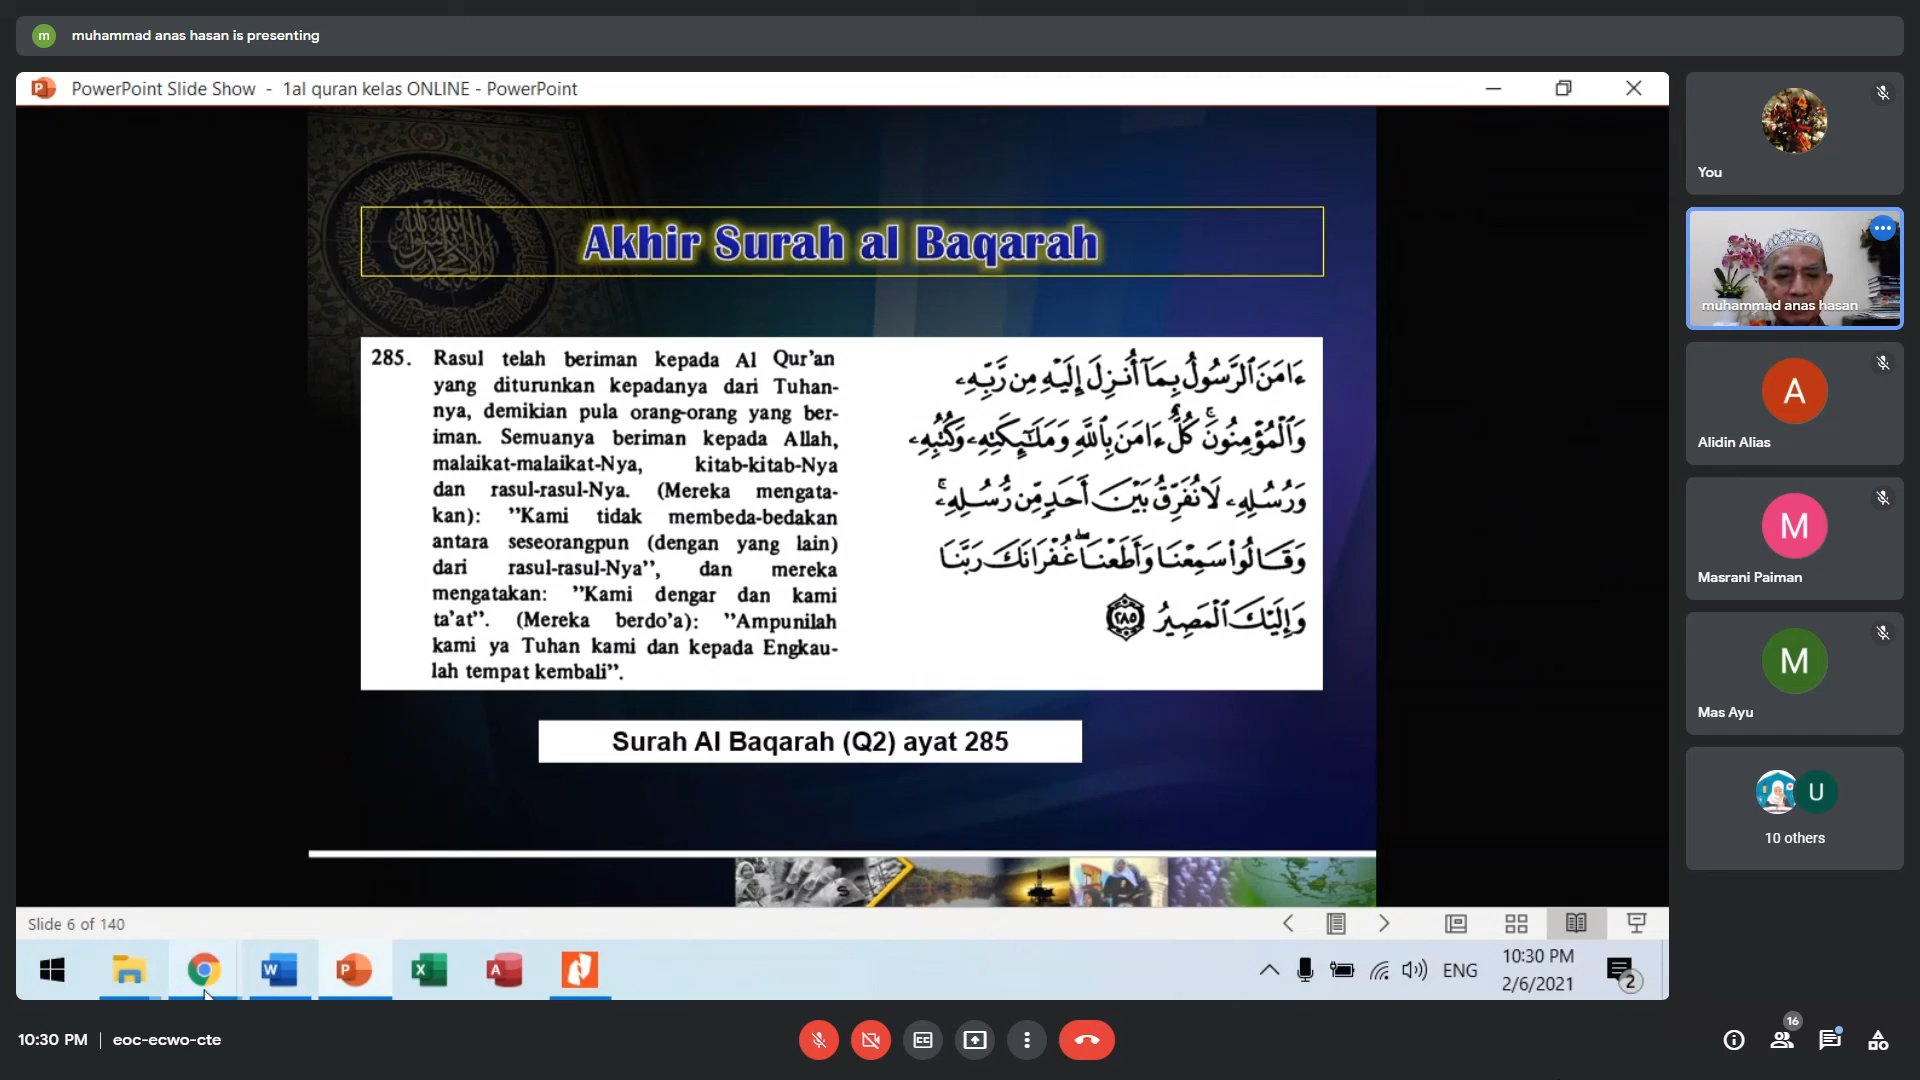 m
muhammad anas hasan is presenting
PowerPoint Slide Show - 1al quran kelas ONLINE - PowerPoint
Akhir Surah al Baqarah
285. Rasul telah beriman kepada Al Qur’an
yang diturunkan kepadanya dari Tuhan-
nya, demikian pula orang-orang yang ber-
iman. Semuanya beriman kepada Allah,
malaikat-malaikat-Nya, kitab-kitab-Nya
dan rasul-rasul-Nya. (Mereka mengata-
kan): ’’Kami tidak membeda-bedakan
antara seseorangpun (dengan yang lain)
dari rasul-rasul-Nya’’, dan mereka
mengatakan: ’’Kami dengar dan kami
ta’at’’. (Mereka berdo’a): ’’Ampunilah
kami ya Tuhan kami dan kepada Engkau-
lah tempat kembali’’.
ءَامَنَ ٱلرَّسُولُ بِمَآ أُنزِلَ إِلَيْهِ مِن رَّبِّهِۦ
وَٱلْمُؤْمِنُونَ ۚ كُلٌّ ءَامَنَ بِٱللَّهِ وَمَلَٰٓئِكَتِهِۦ وَكُتُبِهِۦ
وَرُسُلِهِۦ لَا نُفَرِّقُ بَيْنَ أَحَدٍ مِّن رُّسُلِهِۦ ۚ
وَقَالُوا۟ سَمِعْنَا وَأَطَعْنَا ۖ غُفْرَانَكَ رَبَّنَا
وَإِلَيْكَ ٱلْمَصِيرُ ٢٨٥
Surah Al Baqarah (Q2) ayat 285
Slide 6 of 140
ENG
10:30 PM
2/6/2021
2
You
muhammad anas hasan
A
Alidin Alias
M
Masrani Paiman
M
Mas Ayu
U
10 others
10:30 PM | eoc-ecwo-cte
16